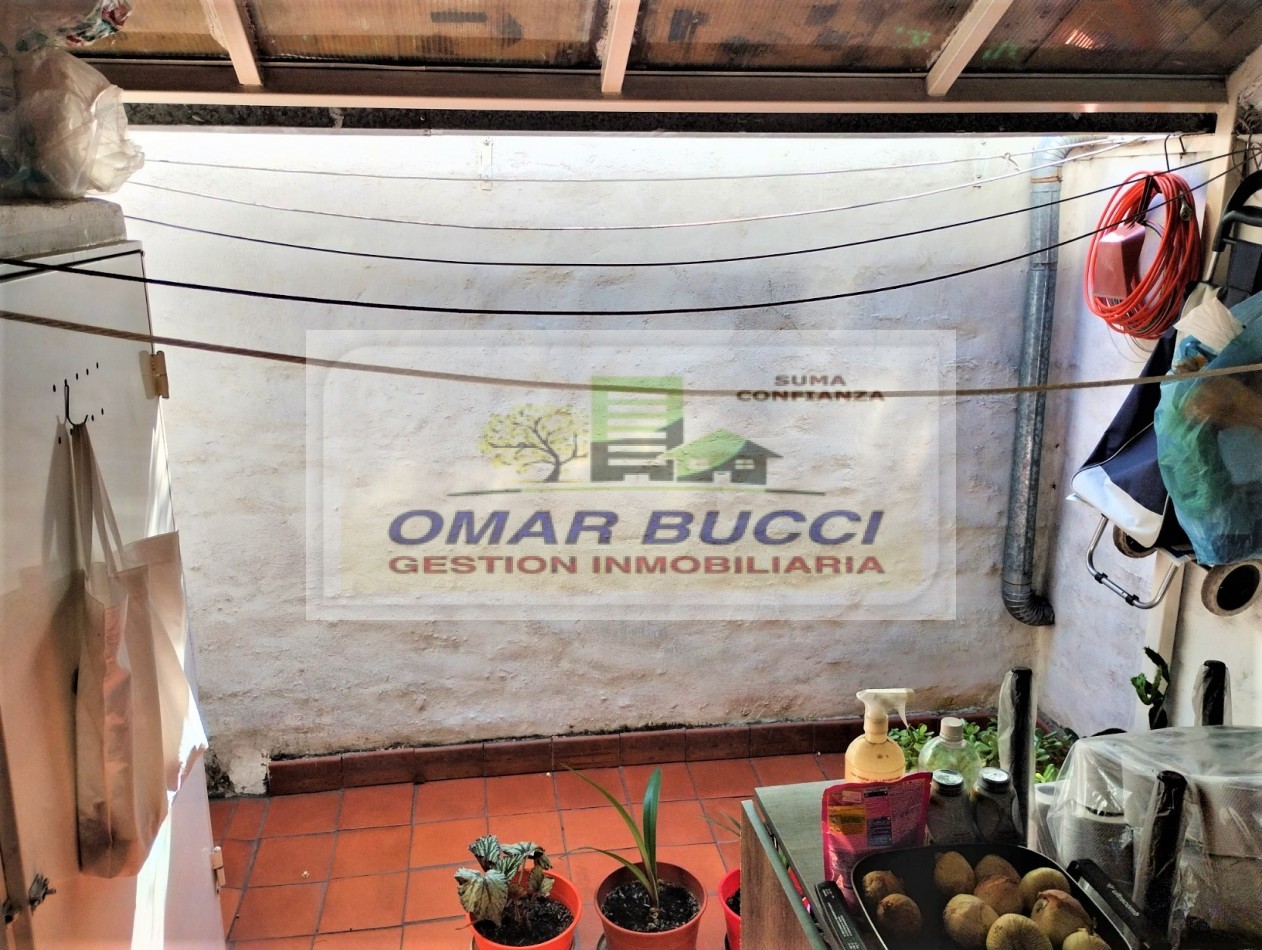 SUMA
CONFIANZA
OMAR BUCCI
GESTION INMOBILIARIA